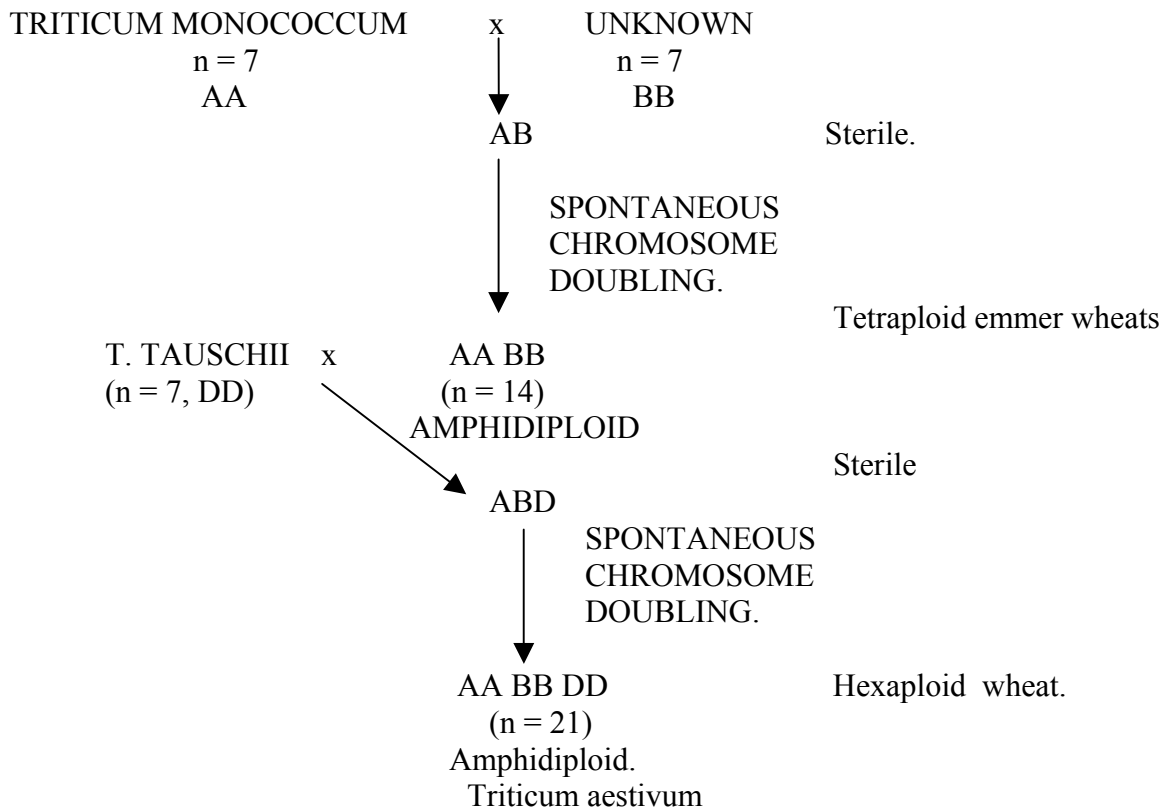 TRITICUM MONOCOCCUM x UNKNOWN
n = 7 n = 7
AA BB
AB Sterile.
SPONTANEOUS
CHROMOSOME
DOUBLING.
Tetraploid emmer wheats
T. TAUSCHII x AA BB
(n = 7, DD) (n = 14)
AMPHIDIPLOID
Sterile
ABD
SPONTANEOUS
CHROMOSOME
DOUBLING.
AA BB DD Hexaploid wheat.
(n = 21)
Amphidiploid.
Triticum aestivum